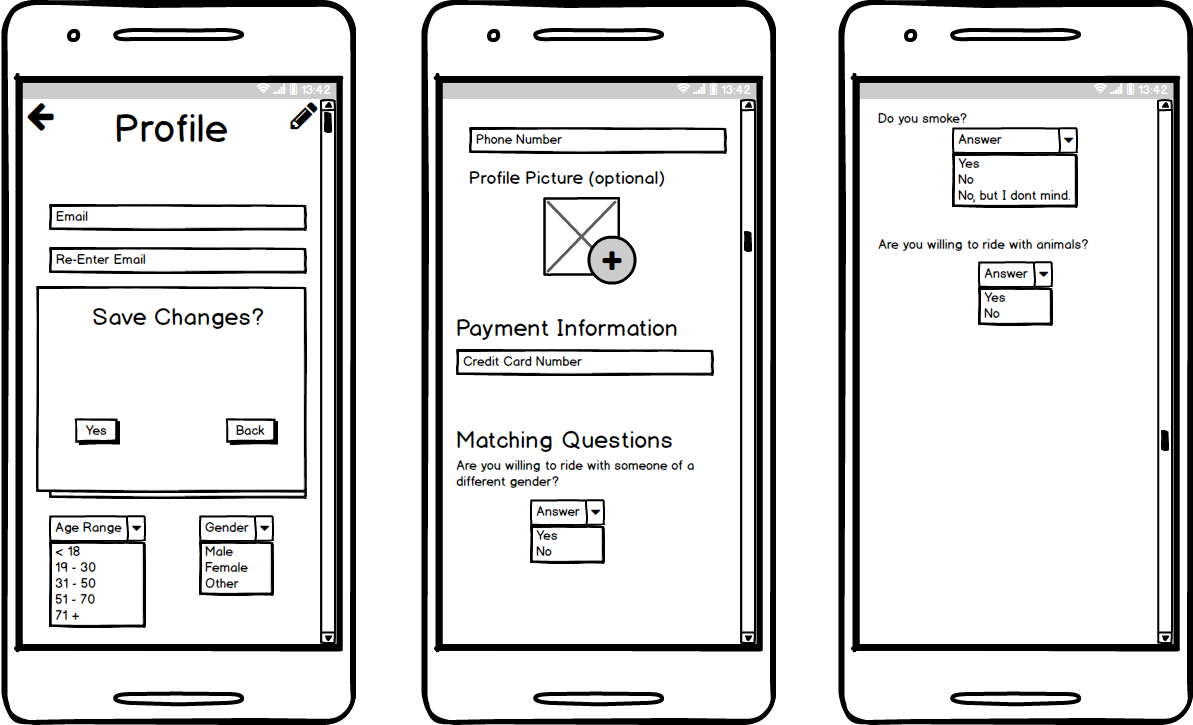 13:42
Profile
Email
Re-Enter Email
Save Changes?
Yes
Back
Age Range
< 18
19 - 30
31 - 50
51 - 70
71 +
Gender
Male
Female
Other
13:42
Phone Number
Profile Picture (optional)
Payment Information
Credit Card Number
Matching Questions
Are you willing to ride with someone of a
different gender?
Answer
Yes
No
13:42
Do you smoke?
Answer
Yes
No
No, but I dont mind.
Are you willing to ride with animals?
Answer
Yes
No